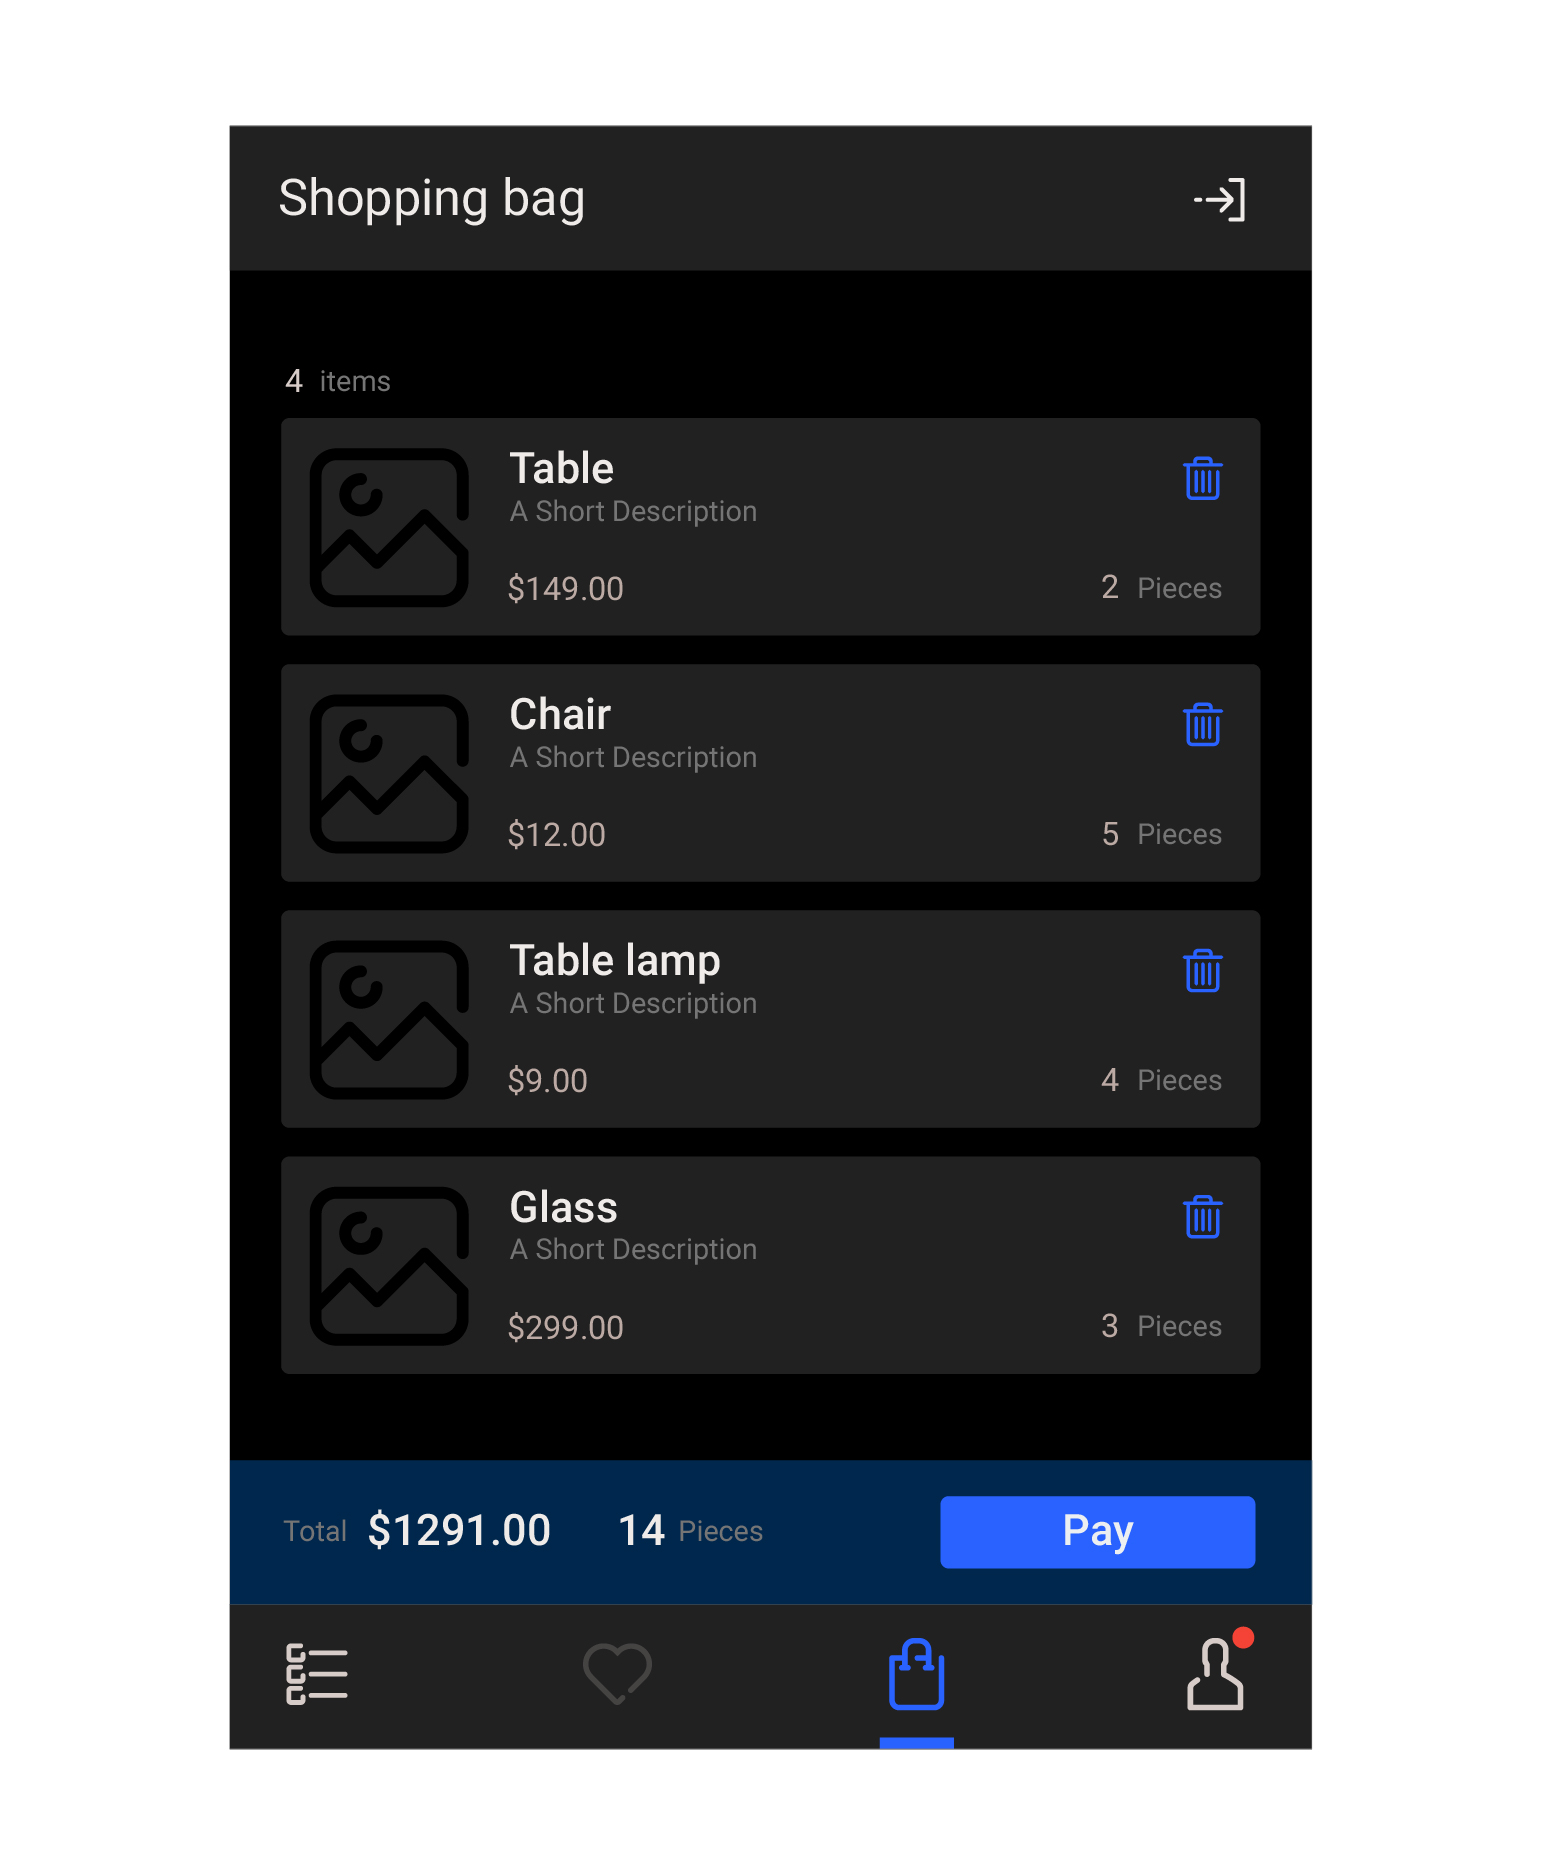 Shopping bag
4 items
Table
A Short Description
$149.00 2 Pieces
Chair
A Short Description
$12.00 5 Pieces
Table lamp
A Short Description
$9.00 4 Pieces
Glass
A Short Description
$299.00 3 Pieces
Total $1291.00 14 Pieces Pay